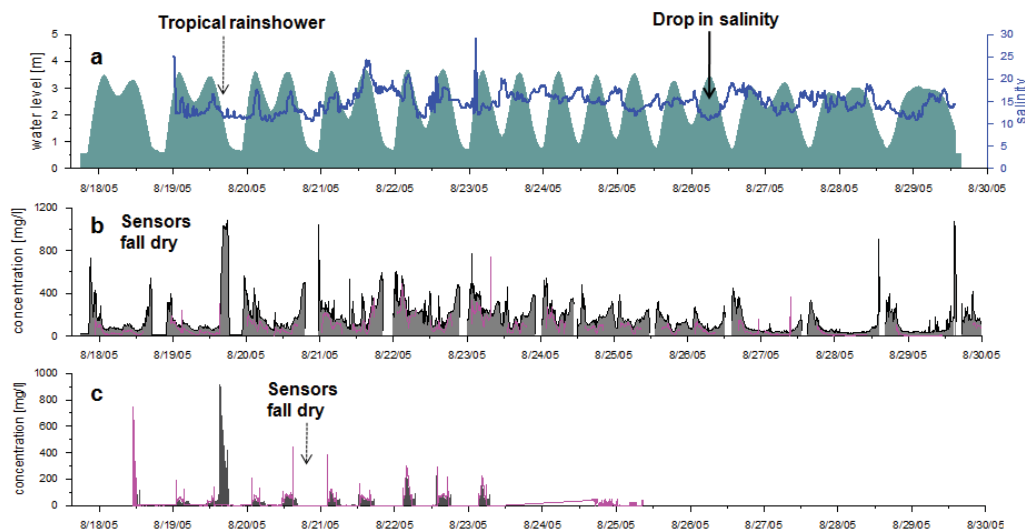 Tropical rainshower
Drop in salinity
a
water level [m]
5
4
3
2
1
0
30
25
20
15
10
5
0
salinity
8/18/05 8/19/05 8/20/05 8/21/05 8/22/05 8/23/05 8/24/05 8/25/05 8/26/05 8/27/05 8/28/05 8/29/05 8/30/05
b
Sensors
fall dry
concentration [mg/l]
1200
800
400
0
8/18/05 8/19/05 8/20/05 8/21/05 8/22/05 8/23/05 8/24/05 8/25/05 8/26/05 8/27/05 8/28/05 8/29/05 8/30/05
c
Sensors
fall dry
concentration [mg/l]
1000
800
600
400
200
0
8/18/05 8/19/05 8/20/05 8/21/05 8/22/05 8/23/05 8/24/05 8/25/05 8/26/05 8/27/05 8/28/05 8/29/05 8/30/05